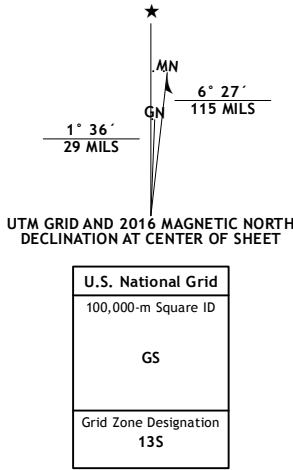 ★
MN
6° 27´
115 MILS
GN
1° 36´
29 MILS
UTM GRID AND 2016 MAGNETIC NORTH
DECLINATION AT CENTER OF SHEET
U.S. National Grid
100,000-m Square ID
GS
Grid Zone Designation
13S